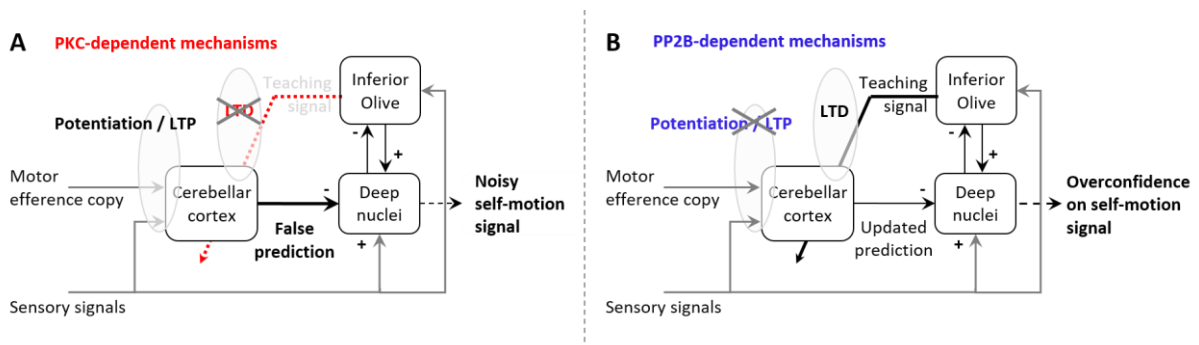 A
PKC-dependent mechanisms
Teaching
signal
LTD
Inferior
Olive
Potentiation / LTP
-
+
Motor
efference copy
Cerebellar
cortex
-
Deep
nuclei
Noisy
self-motion
signal
False
prediction
+
Sensory signals
B
PP2B-dependent mechanisms
Teaching
signal
LTD
Inferior
Olive
Potentiation / LTP
-
+
Motor
efference copy
Cerebellar
cortex
-
Deep
nuclei
Overconfidence
on self-motion
signal
Updated
prediction
+
Sensory signals